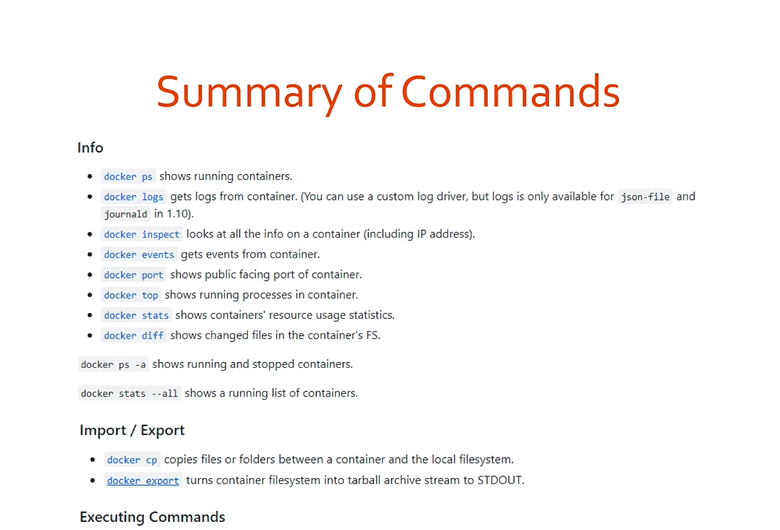 Summary of Commands
Info
docker ps shows running containers.
docker logs gets logs from container. (You can use a custom log driver, but logs is only available for json-file and
journald in 1.10).
docker inspect looks at all the info on a container (including IP address).
docker events gets events from container.
docker port shows public facing port of container.
docker top shows running processes in container.
docker stats shows containers' resource usage statistics.
docker diff shows changed files in the container's FS.
docker ps -a shows running and stopped containers.
docker stats --all shows a running list of containers.
Import / Export
docker cp copies files or folders between a container and the local filesystem.
docker export turns container filesystem into tarball archive stream to STDOUT.
Executing Commands